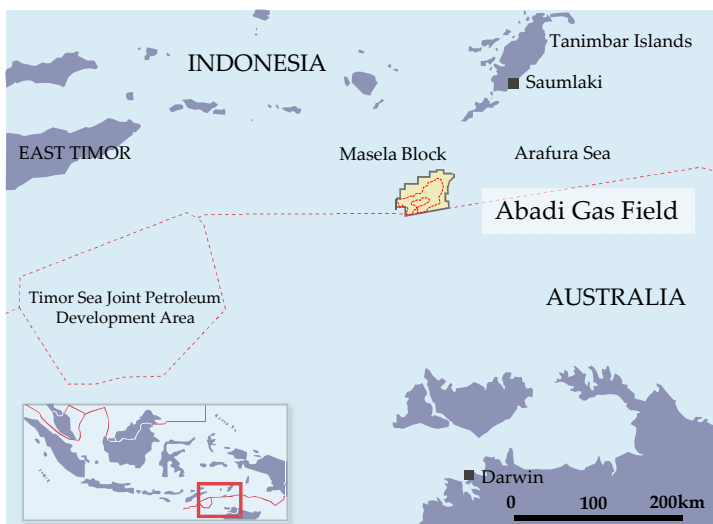 Tanimbar Islands
INDONESIA
Saumlaki
EAST TIMOR
Masela Block
Arafura Sea
Abadi Gas Field
Timor Sea Joint Petroleum
Development Area
AUSTRALIA
Darwin
0 100 200km